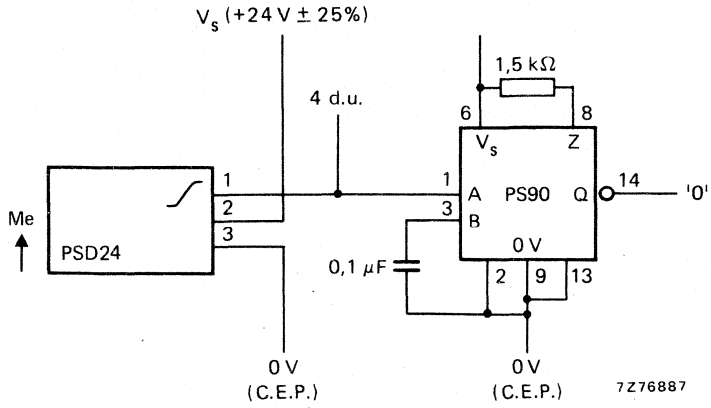 V_s (+24 V ± 25%)
1,5 kΩ
4 d.u.
6
8
V_s
Z
1
1
A
PS90
Q
14
'0'
2
3
B
Me
3
PSD24
0 V
0,1 μF
2
9
13
0 V
(C.E.P.)
0 V
(C.E.P.)
7Z76887